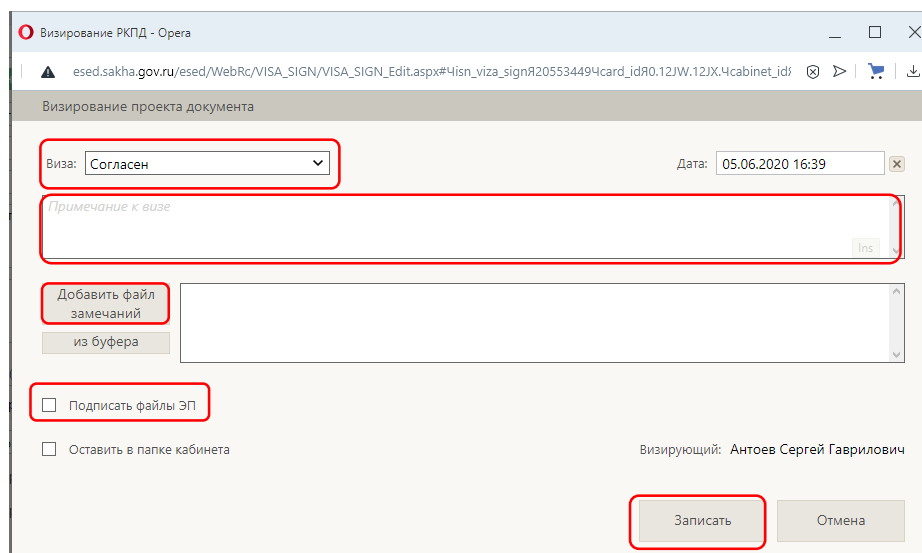 Визирование РКПД - Opera
esed.sakha.gov.ru/esed/WebRc/VISA_SIGN/VISA_SIGN_Edit.aspx#Чisn_viza_signЯ20553449Чcard_idЯ0.12JW.12JX.Чcabinet_idЯ
Визирование проекта документа
Виза: Согласен Дата: 05.06.2020 16:39
Примечание к визе
Ins
Добавить файл
замечаний
из буфера
Подписать файлы ЭП
Оставить в папке кабинета Визирующий: Антоев Сергей Гаврилович
Записать Отмена